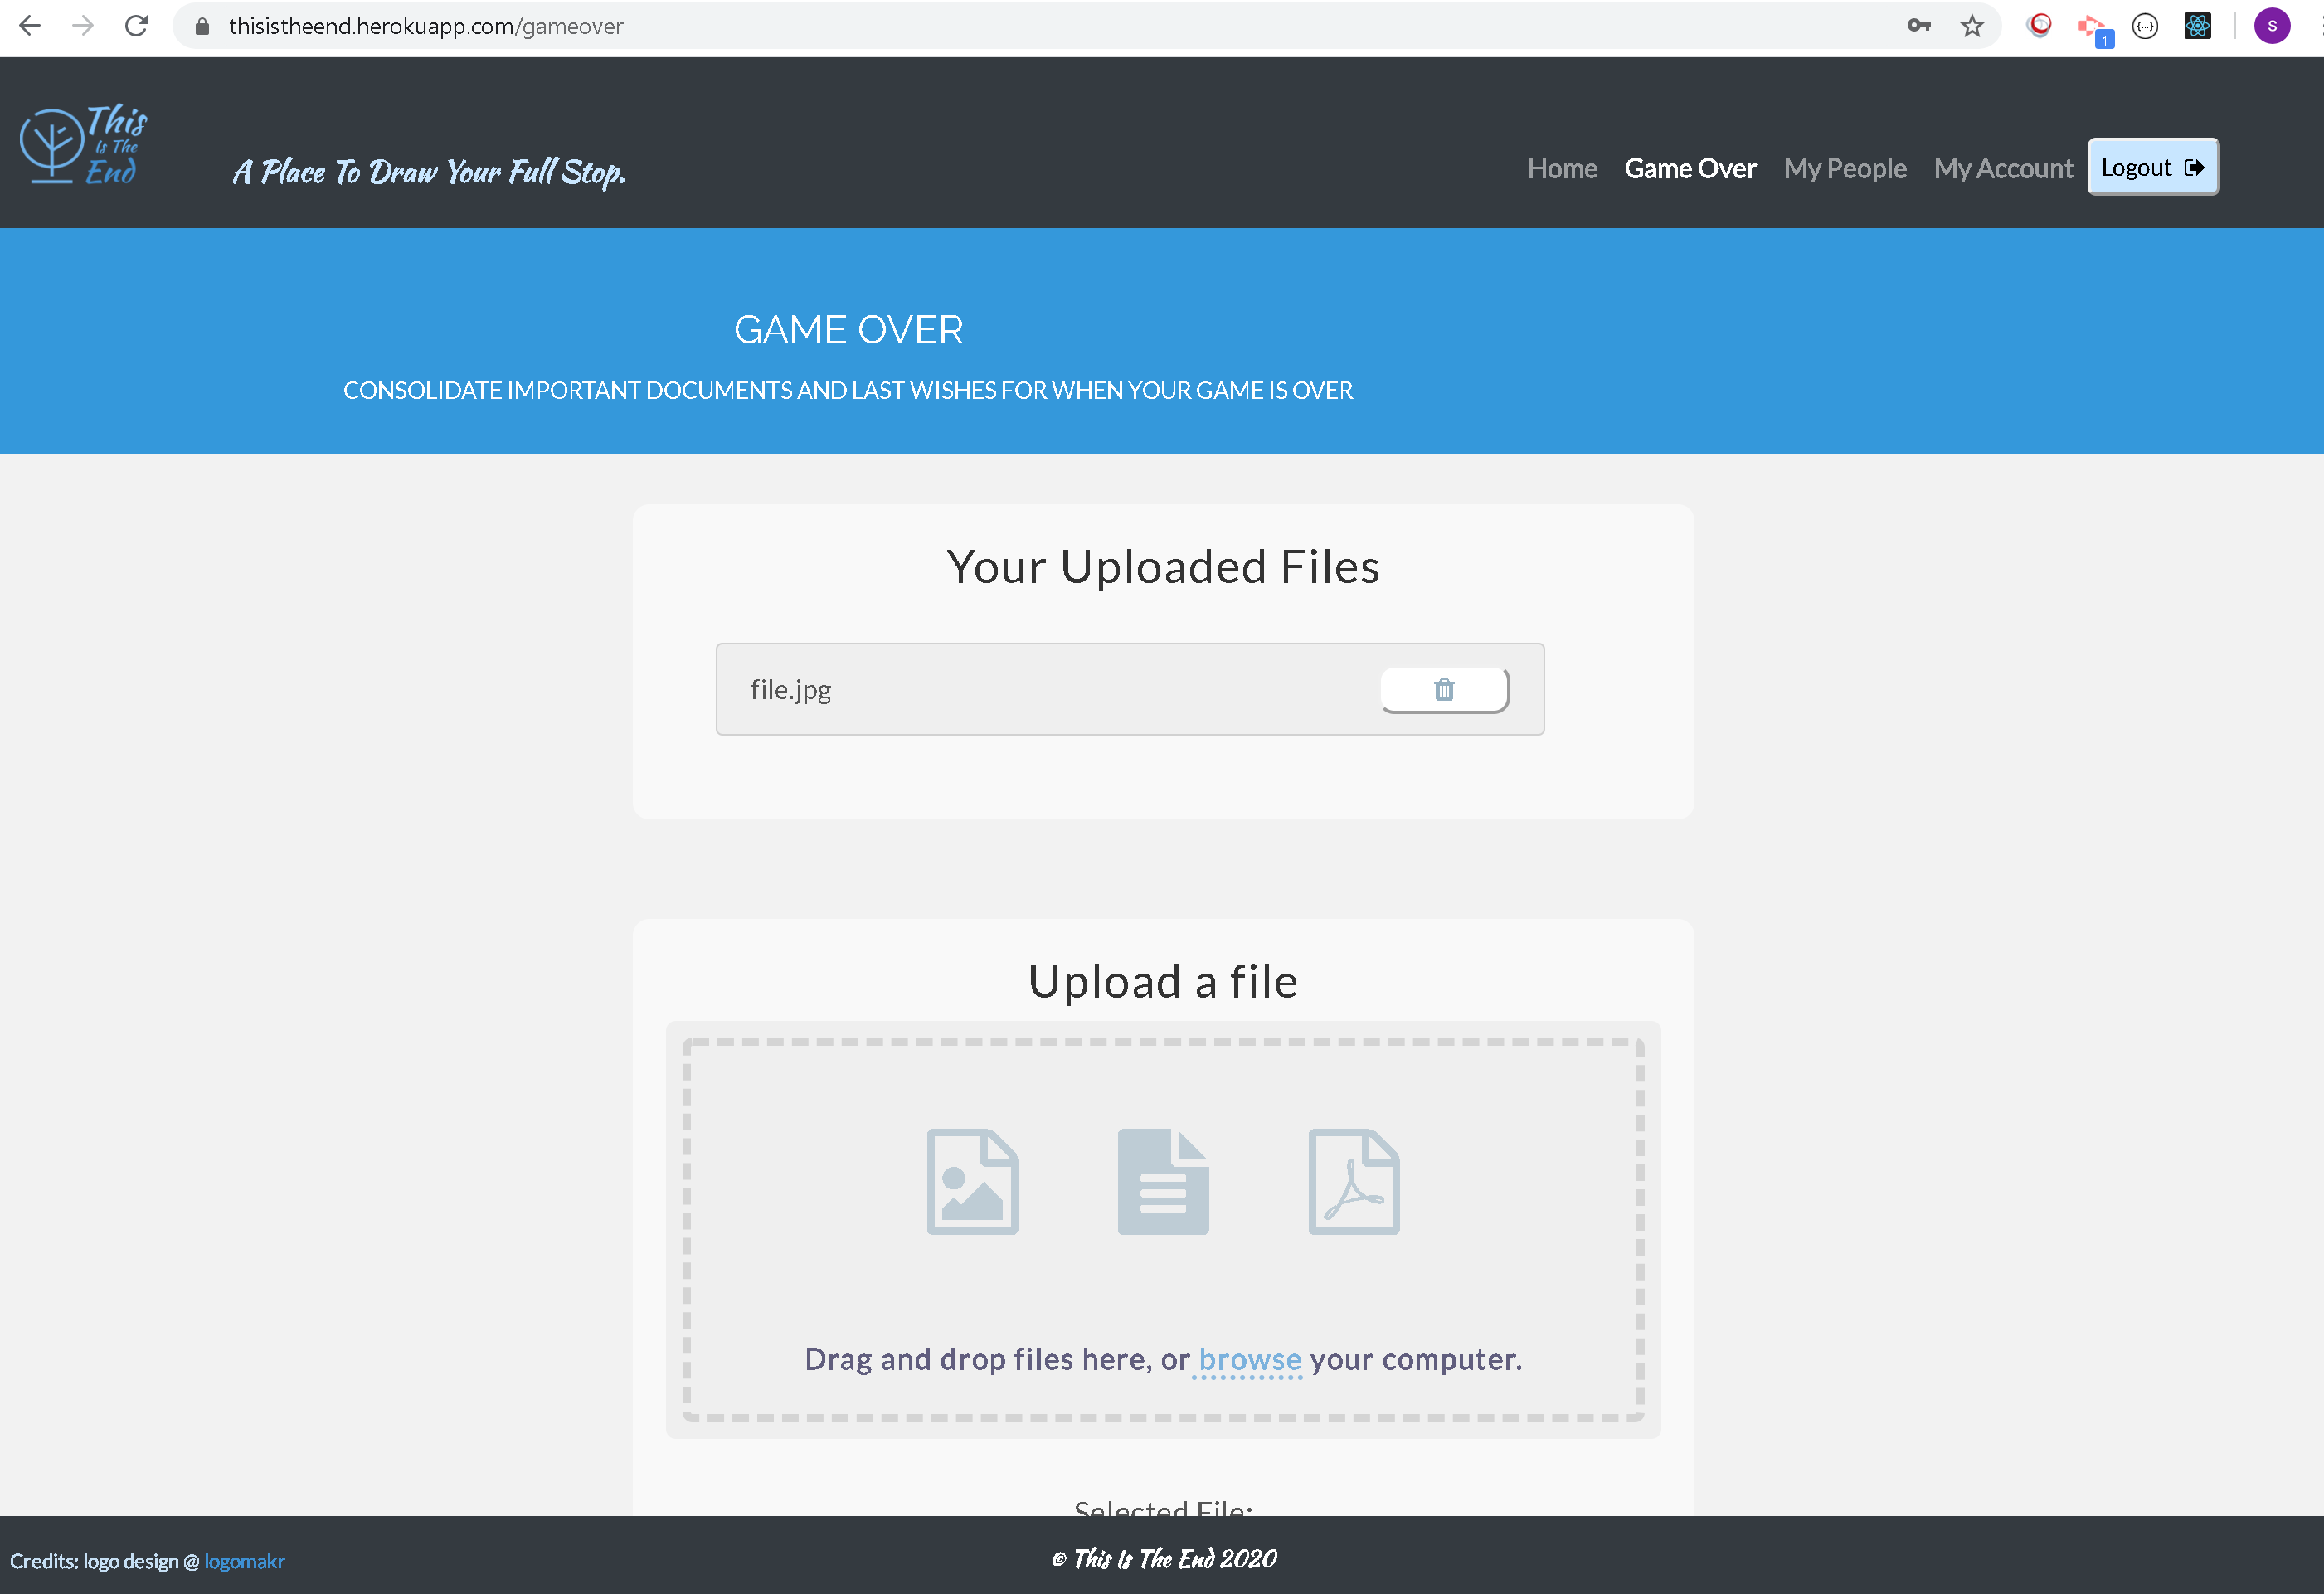 thisistheend.herokuapp.com/gameover
1
S
This
Is The
End
A Place To Draw Your Full Stop.
Home Game Over My People My Account Logout
GAME OVER
CONSOLIDATE IMPORTANT DOCUMENTS AND LAST WISHES FOR WHEN YOUR GAME IS OVER
Your Uploaded Files
file.jpg
Upload a file
Drag and drop files here, or browse your computer.
Selected File:
Credits: logo design @ logomakr
© This Is The End 2020